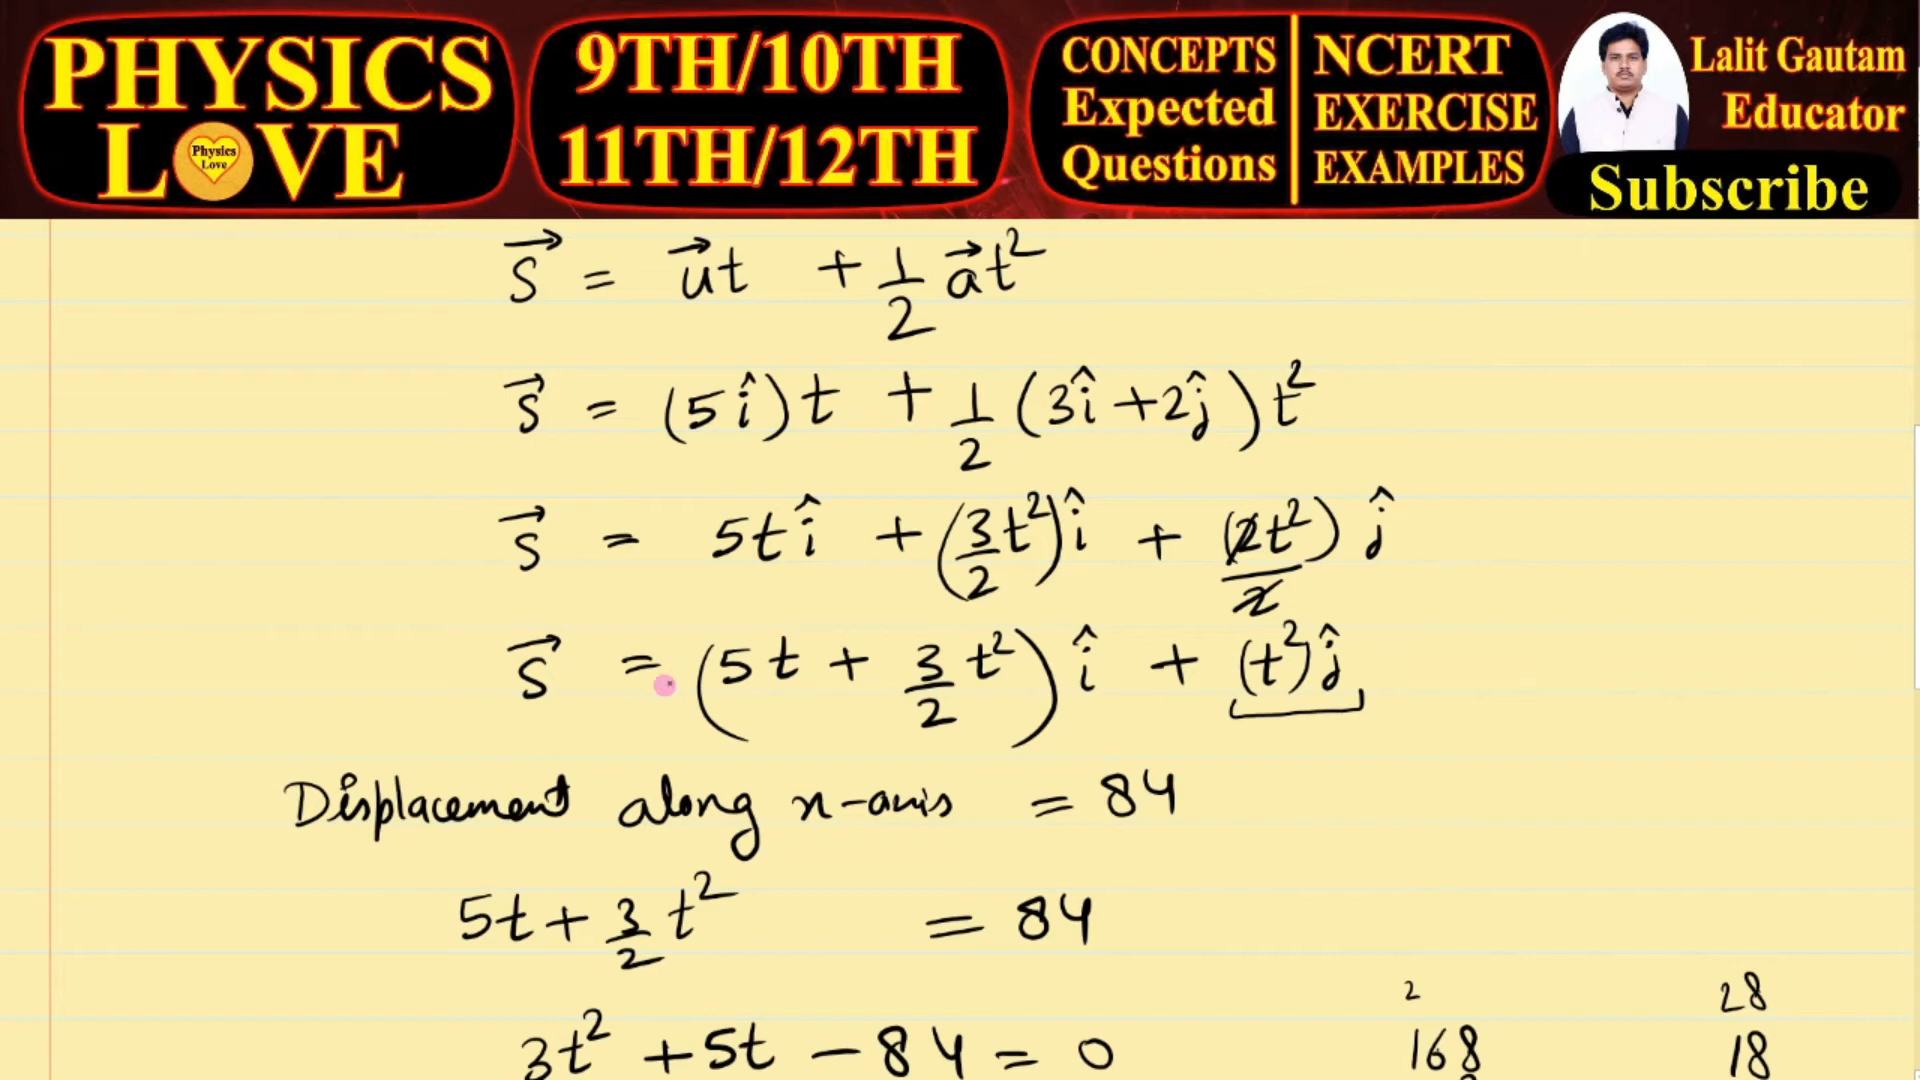 PHYSICS
LOVE
Physics
Love
9TH/10TH
11TH/12TH
CONCEPTS
Expected
Questions
NCERT
EXERCISE
EXAMPLES
Lalit Gautam
Educator
Subscribe
s⃗ = u⃗t + 1/2 a⃗t²
s⃗ = (5î)t + 1/2 (3î + 2ĵ)t²
s⃗ = 5tî + (3/2 t²)î + (2t²)/2 ĵ
s⃗ = (5t + 3/2 t²)î + (t²)ĵ
Displacement along x-axis = 84
5t + 3/2 t² = 84
2 28
3t² + 5t − 84 = 0 168 18